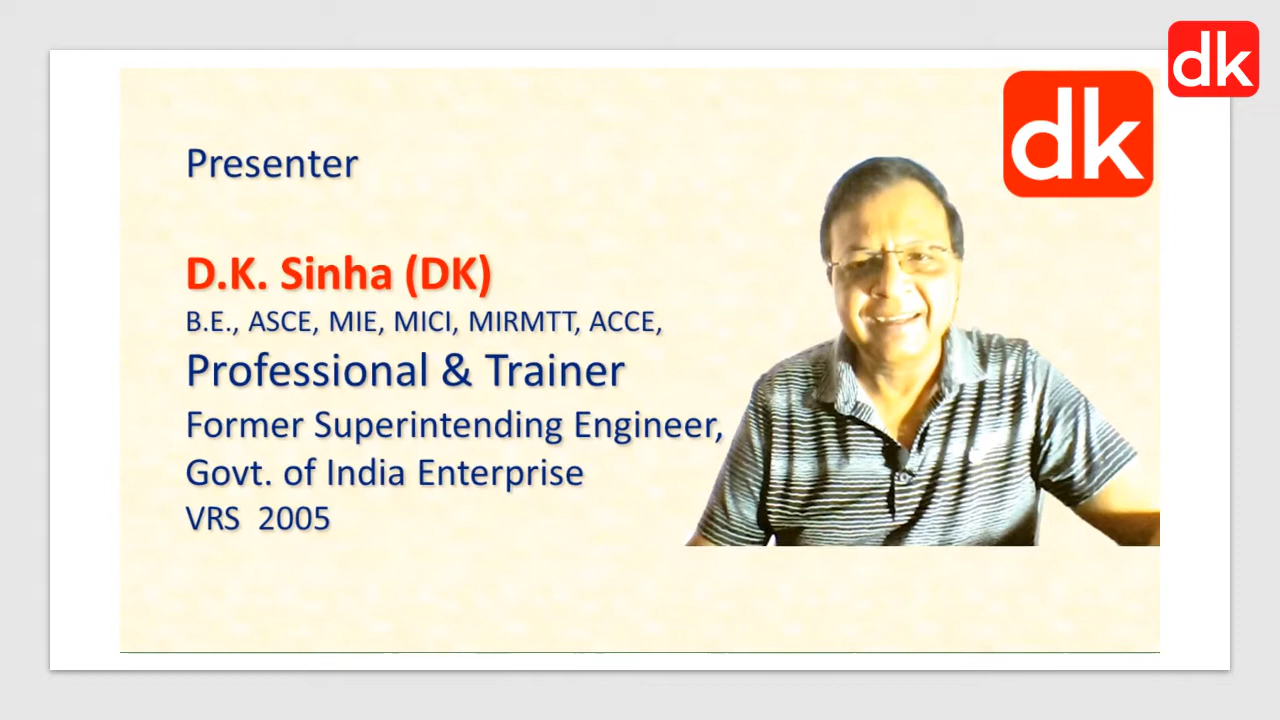 dk
dk
Presenter
D.K. Sinha (DK)
B.E., ASCE, MIE, MICI, MIRMTT, ACCE,
Professional & Trainer
Former Superintending Engineer,
Govt. of India Enterprise
VRS 2005